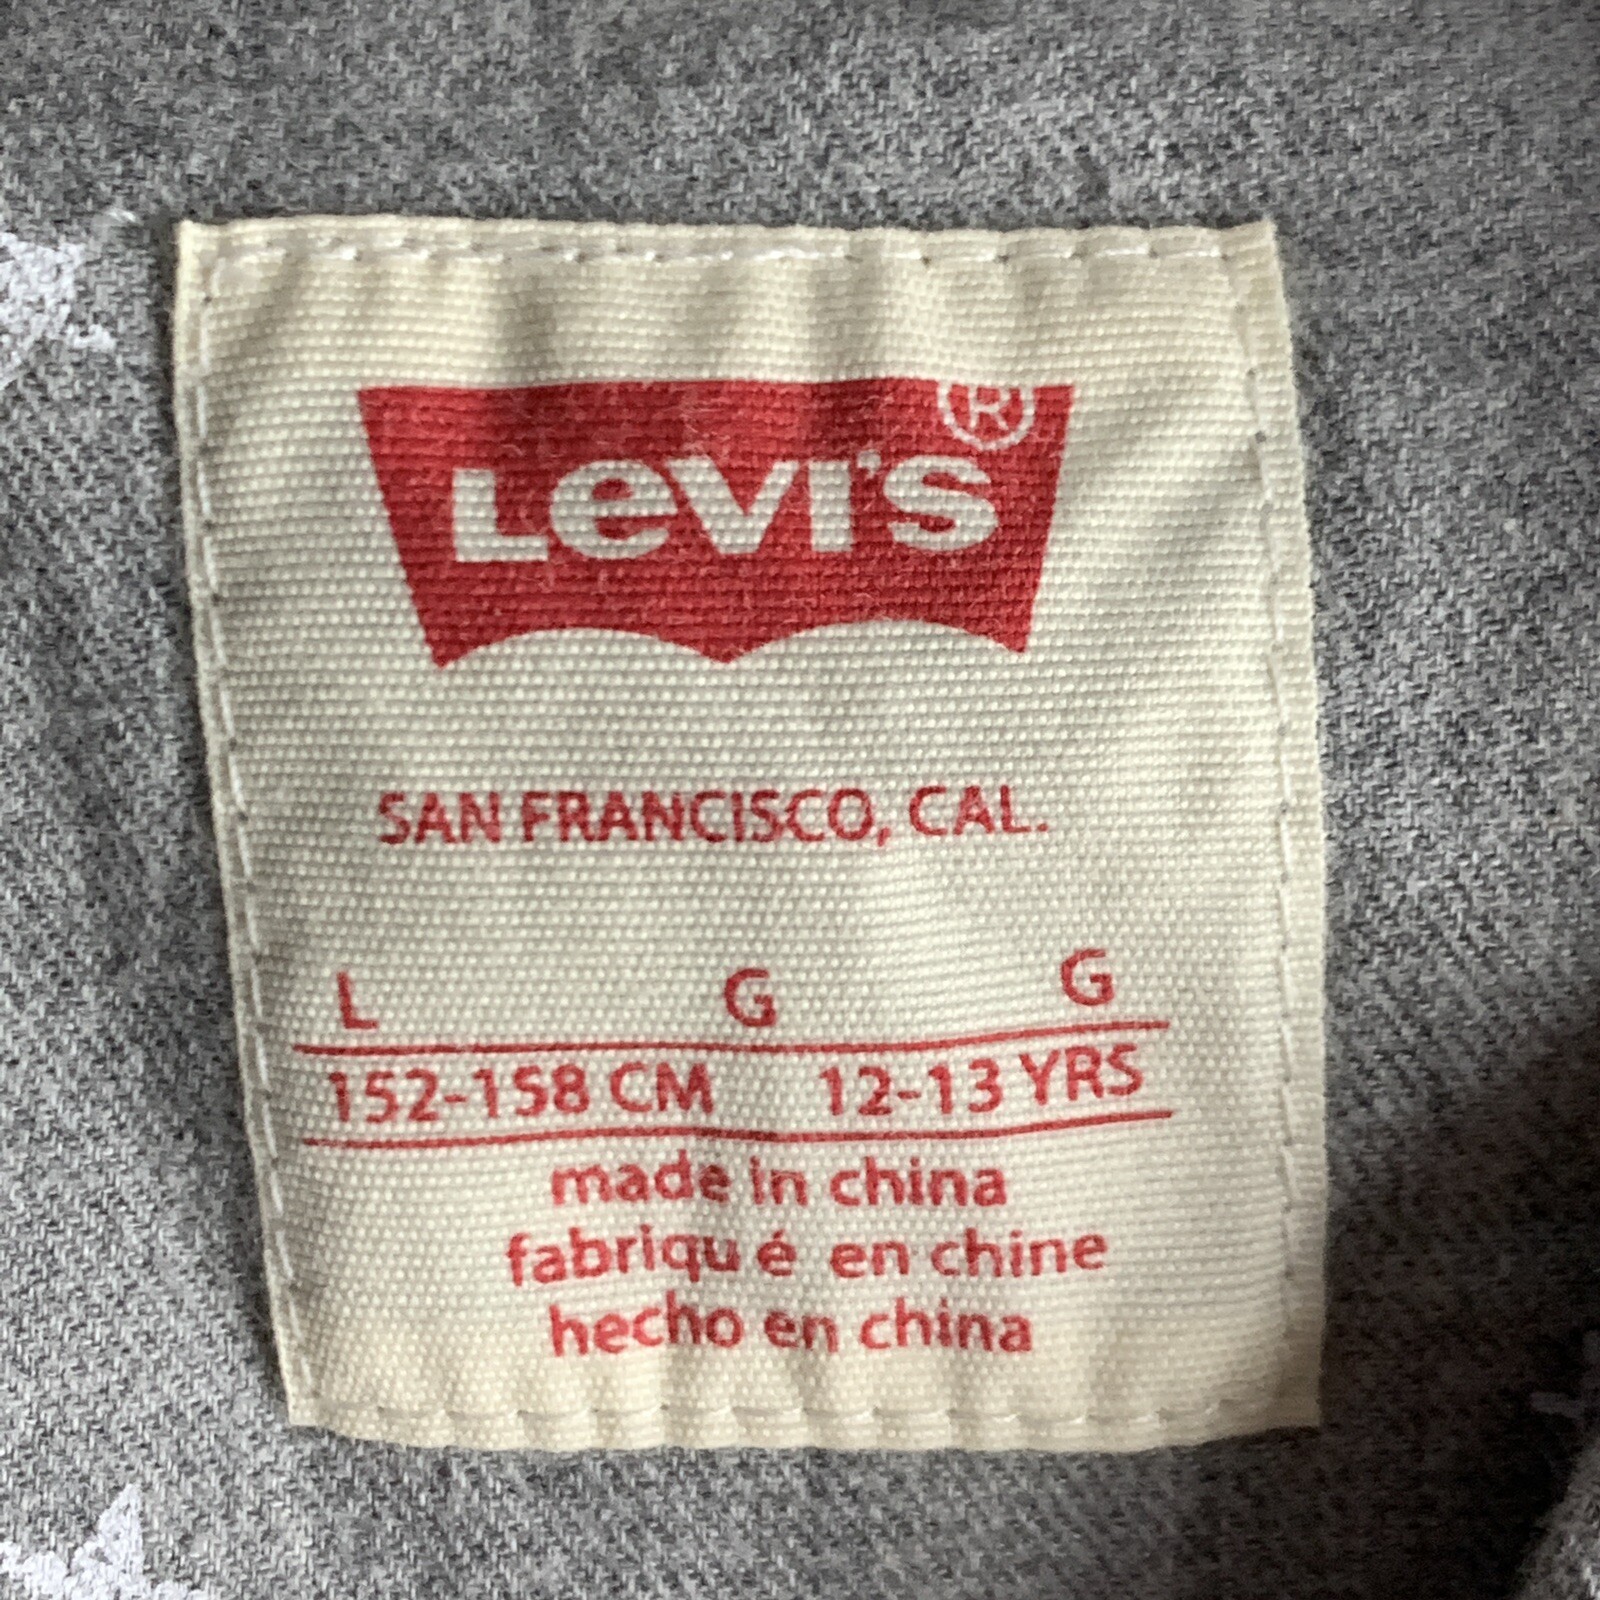 LEVI'S®
SAN FRANCISCO, CAL.
L G G
152-158 CM 12-13 YRS
made in china
fabriqu é en chine
hecho en china